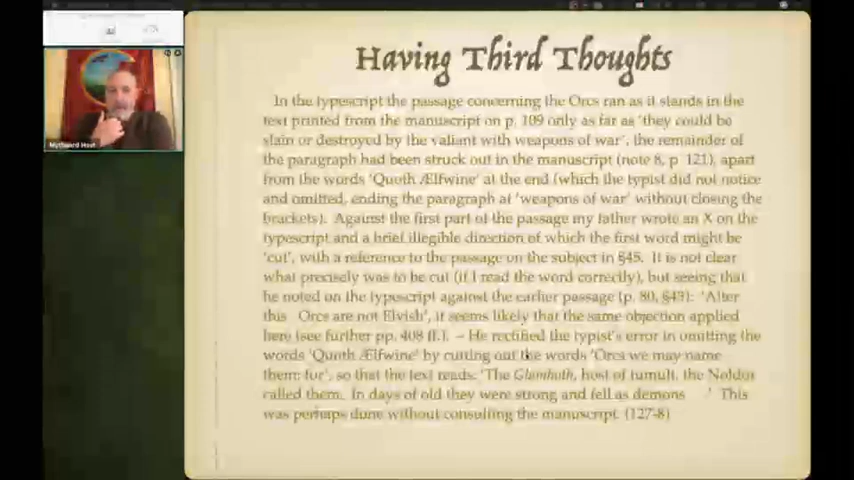 Having Third Thoughts
In the typescript the passage concerning the Orcs ran as it stands in the
text printed from the manuscript on p. 109 only as far as 'they could be
slain or destroyed by the valiant with weapons of war', the remainder of
the paragraph had been struck out in the manuscript (note 8, p 121), apart
from the words 'Quoth Ælfwine' at the end (which the typist did not notice
and omitted, ending the paragraph at 'weapons of war' without closing the
brackets). Against the first part of the passage my father wrote an X on the
typescript and a brief illegible direction of which the first word might be
'cut', with a reference to the passage on the subject in §45. It is not clear
what precisely was to be cut (if I read the word correctly), but seeing that
he noted on the typescript against the earlier passage (p. 80, §45): 'Alter
this Orcs are not Elvish', it seems likely that the same objection applied
here (see further pp. 408 ff.). – He rectified the typist's error in omitting the
words 'Quoth Ælfwine' by cutting out the words 'Orcs we may name
them; for', so that the text reads: 'The Glamhoth, host of tumult, the Noldor
called them. In days of old they were strong and fell as demons .' This
was perhaps done without consulting the manuscript. (127-8)
Mythgard Host